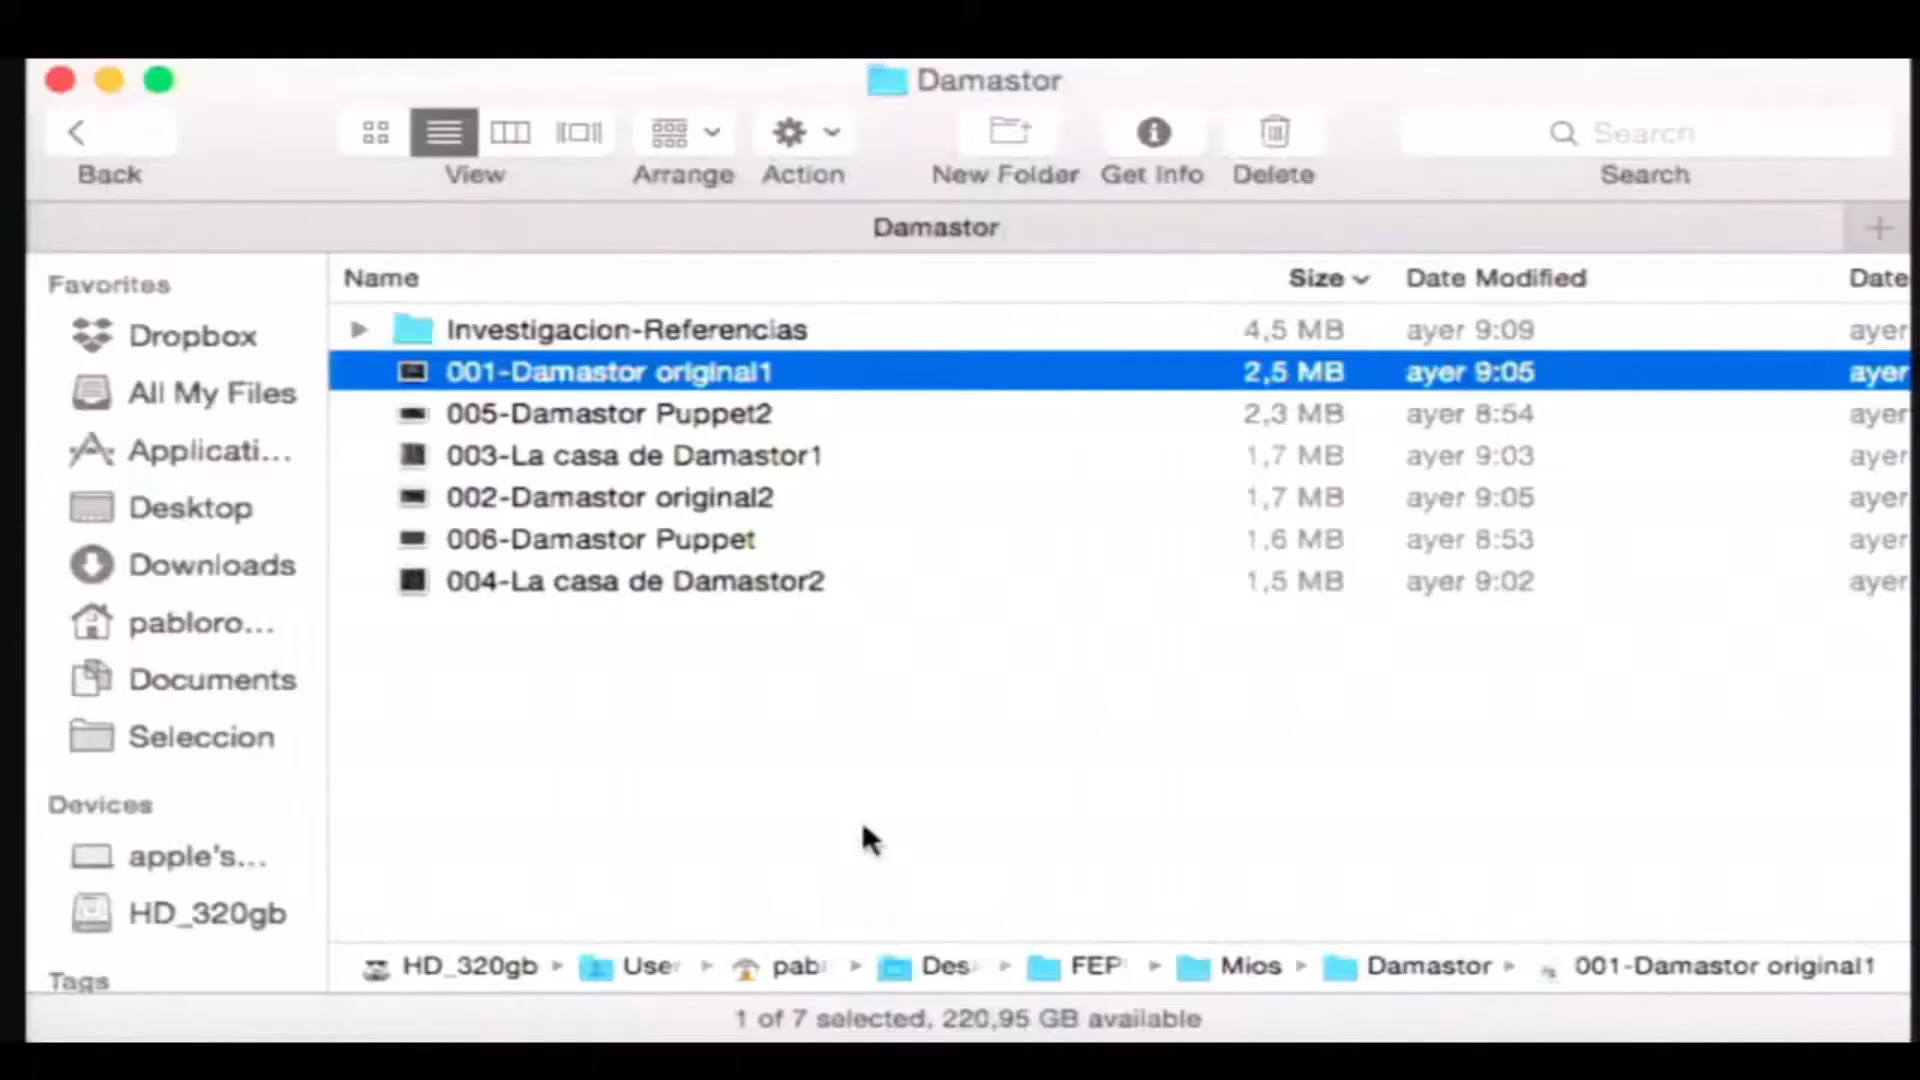 Damastor
Back View Arrange Action New Folder Get Info Delete Search
Search
Damastor
Favorites
Dropbox
All My Files
Applicati...
Desktop
Downloads
pabloro...
Documents
Seleccion
Devices
apple's...
HD_320gb
Tags
Name Size Date Modified Date
Investigacion-Referencias 4,5 MB ayer 9:09 ayer
001-Damastor original1 2,5 MB ayer 9:05 ayer
005-Damastor Puppet2 2,3 MB ayer 8:54 ayer
003-La casa de Damastor1 1,7 MB ayer 9:03 ayer
002-Damastor original2 1,7 MB ayer 9:05 ayer
006-Damastor Puppet 1,6 MB ayer 8:53 ayer
004-La casa de Damastor2 1,5 MB ayer 9:02 ayer
HD_320gb Use pab Des FEP Mios Damastor 001-Damastor original1
1 of 7 selected, 220,95 GB available